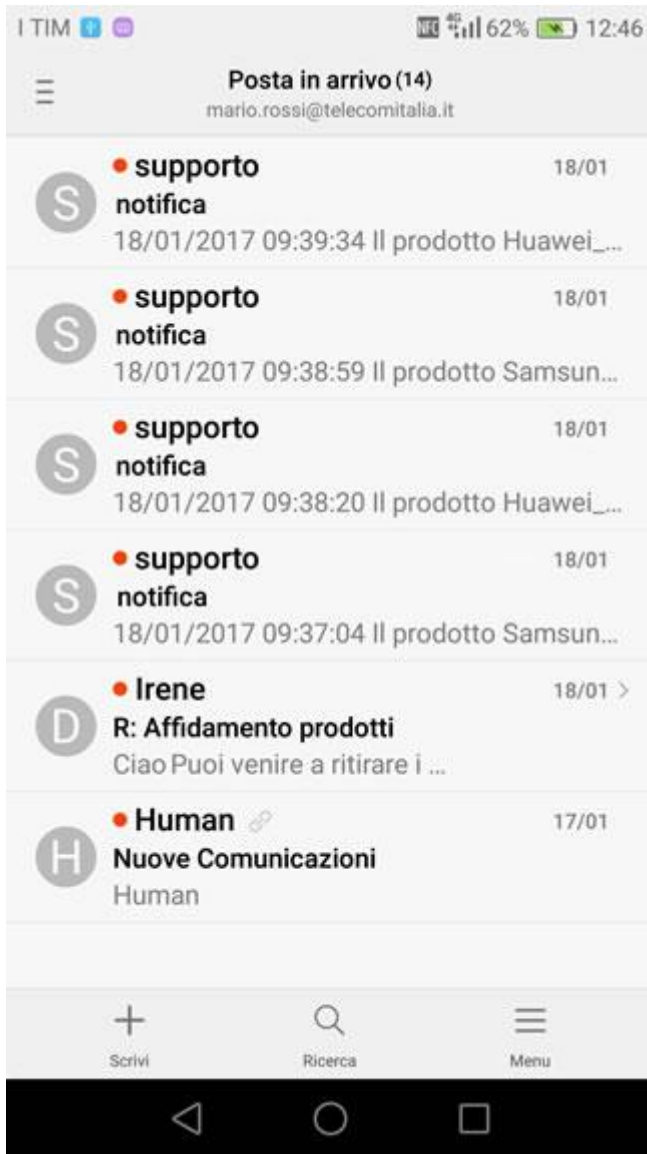 I TIM NFC 4G 62% 12:46
Posta in arrivo (14)
mario.rossi@telecomitalia.it
S
supporto 18/01
notifica
18/01/2017 09:39:34 Il prodotto Huawei_...
S
supporto 18/01
notifica
18/01/2017 09:38:59 Il prodotto Samsun...
S
supporto 18/01
notifica
18/01/2017 09:38:20 Il prodotto Huawei_...
S
supporto 18/01
notifica
18/01/2017 09:37:04 Il prodotto Samsun...
D
Irene 18/01 >
R: Affidamento prodotti
Ciao Puoi venire a ritirare i ...
H
Human 17/01
Nuove Comunicazioni
Human
Scrivi Ricerca Menu